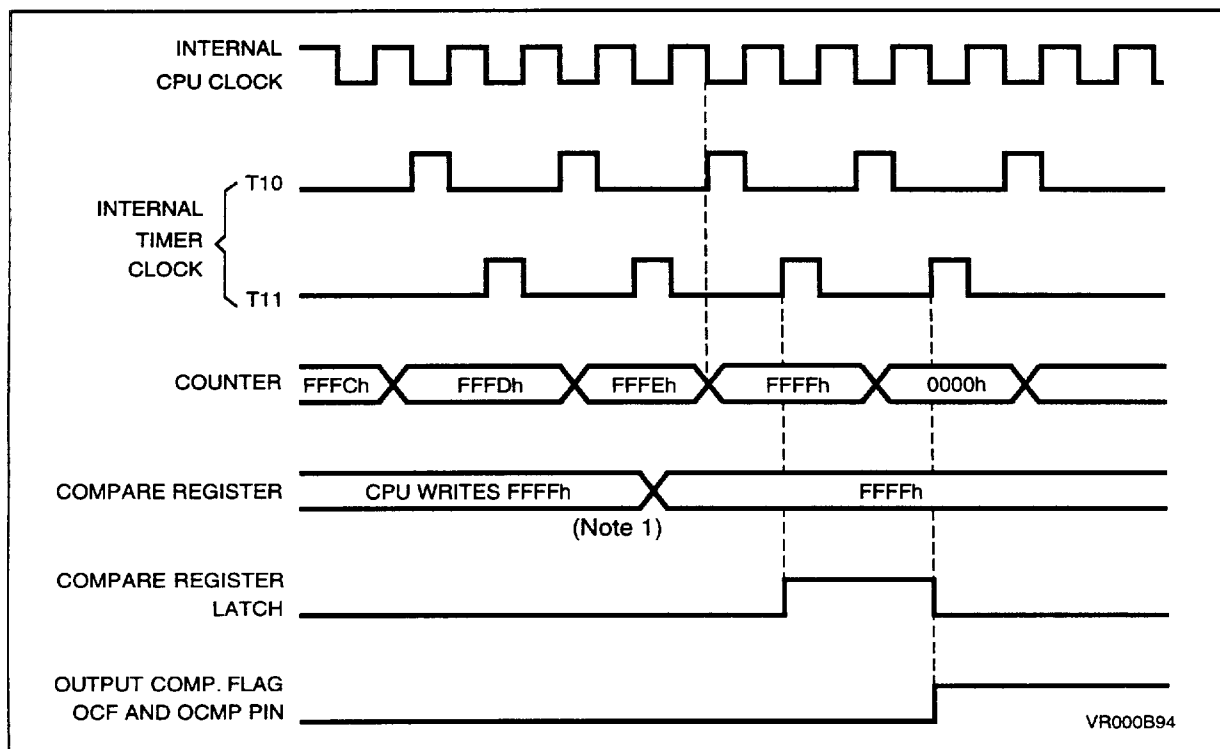 INTERNAL
CPU CLOCK
T10
INTERNAL
TIMER
CLOCK
T11
COUNTER
FFFCh
FFFDh
FFFEh
FFFFh
0000h
COMPARE REGISTER
CPU WRITES FFFFh
FFFFh
(Note 1)
COMPARE REGISTER
LATCH
OUTPUT COMP. FLAG
OCF AND OCMP PIN
VR000B94